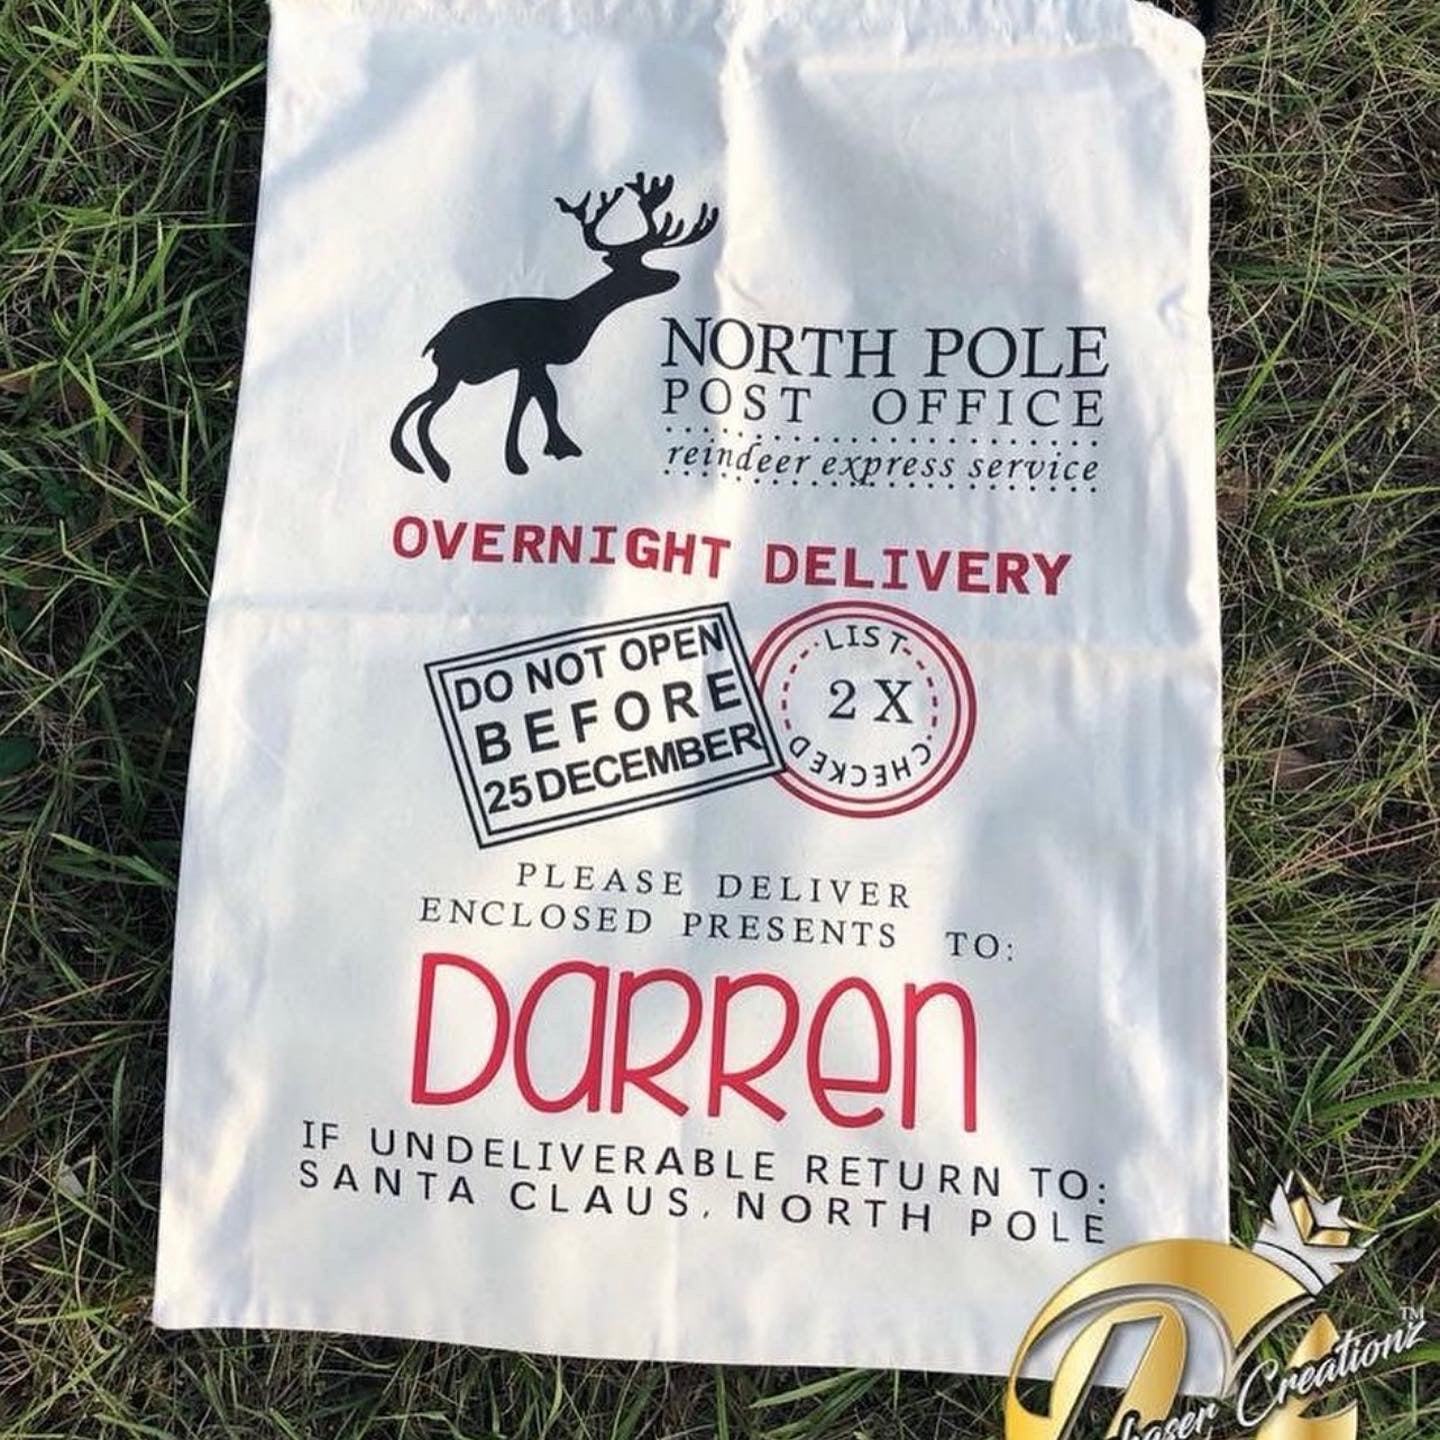 NORTH POLE
POST OFFICE
reindeer express service
OVERNIGHT DELIVERY
DO NOT OPEN
BEFORE
25 DECEMBER
LIST
2 X
CHECKED
PLEASE DELIVER
ENCLOSED PRESENTS TO:
Darren
IF UNDELIVERABLE RETURN TO:
SANTA CLAUS, NORTH POLE
Creationz™